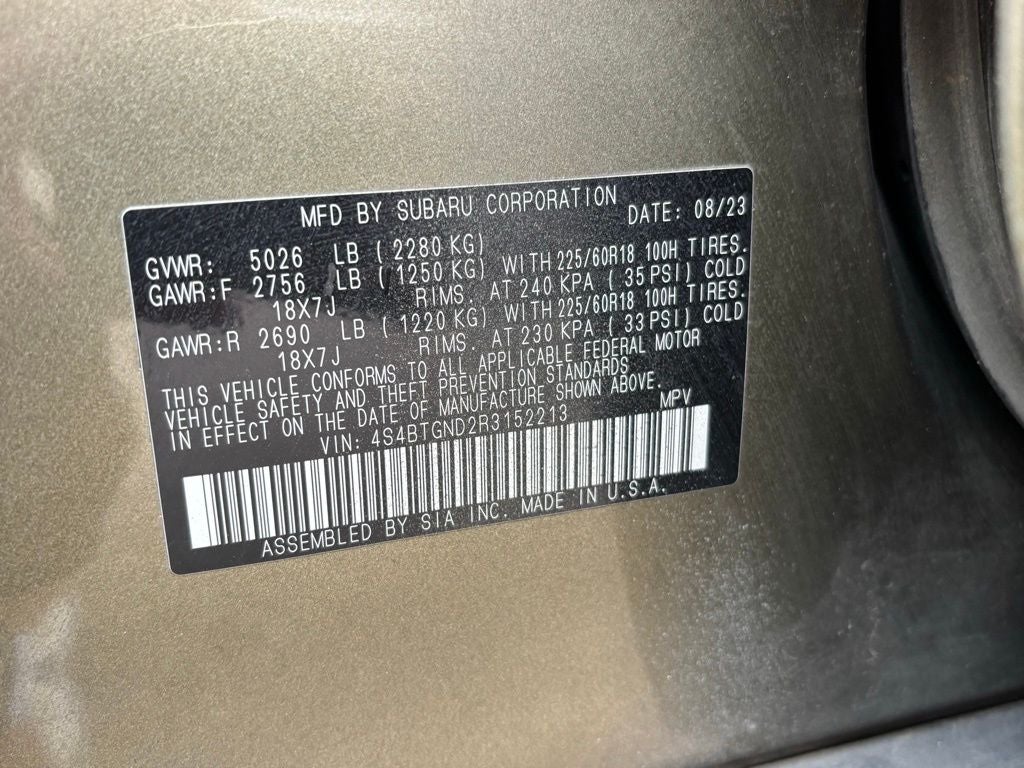 MFD BY SUBARU CORPORATION DATE: 08/23
GVWR: 5026 LB ( 2280 KG)
GAWR:F 2756 LB ( 1250 KG) WITH 225/60R18 100H TIRES.
18X7J RIMS. AT 240 KPA ( 35 PSI) COLD
GAWR:R 2690 LB ( 1220 KG) WITH 225/60R18 100H TIRES.
18X7J RIMS. AT 230 KPA ( 33 PSI) COLD
THIS VEHICLE CONFORMS TO ALL APPLICABLE FEDERAL MOTOR
VEHICLE SAFETY AND THEFT PREVENTION STANDARDS
IN EFFECT ON THE DATE OF MANUFACTURE SHOWN ABOVE.
VIN: 4S4BTGND2R3152213 MPV
ASSEMBLED BY SIA INC. MADE IN U.S.A.